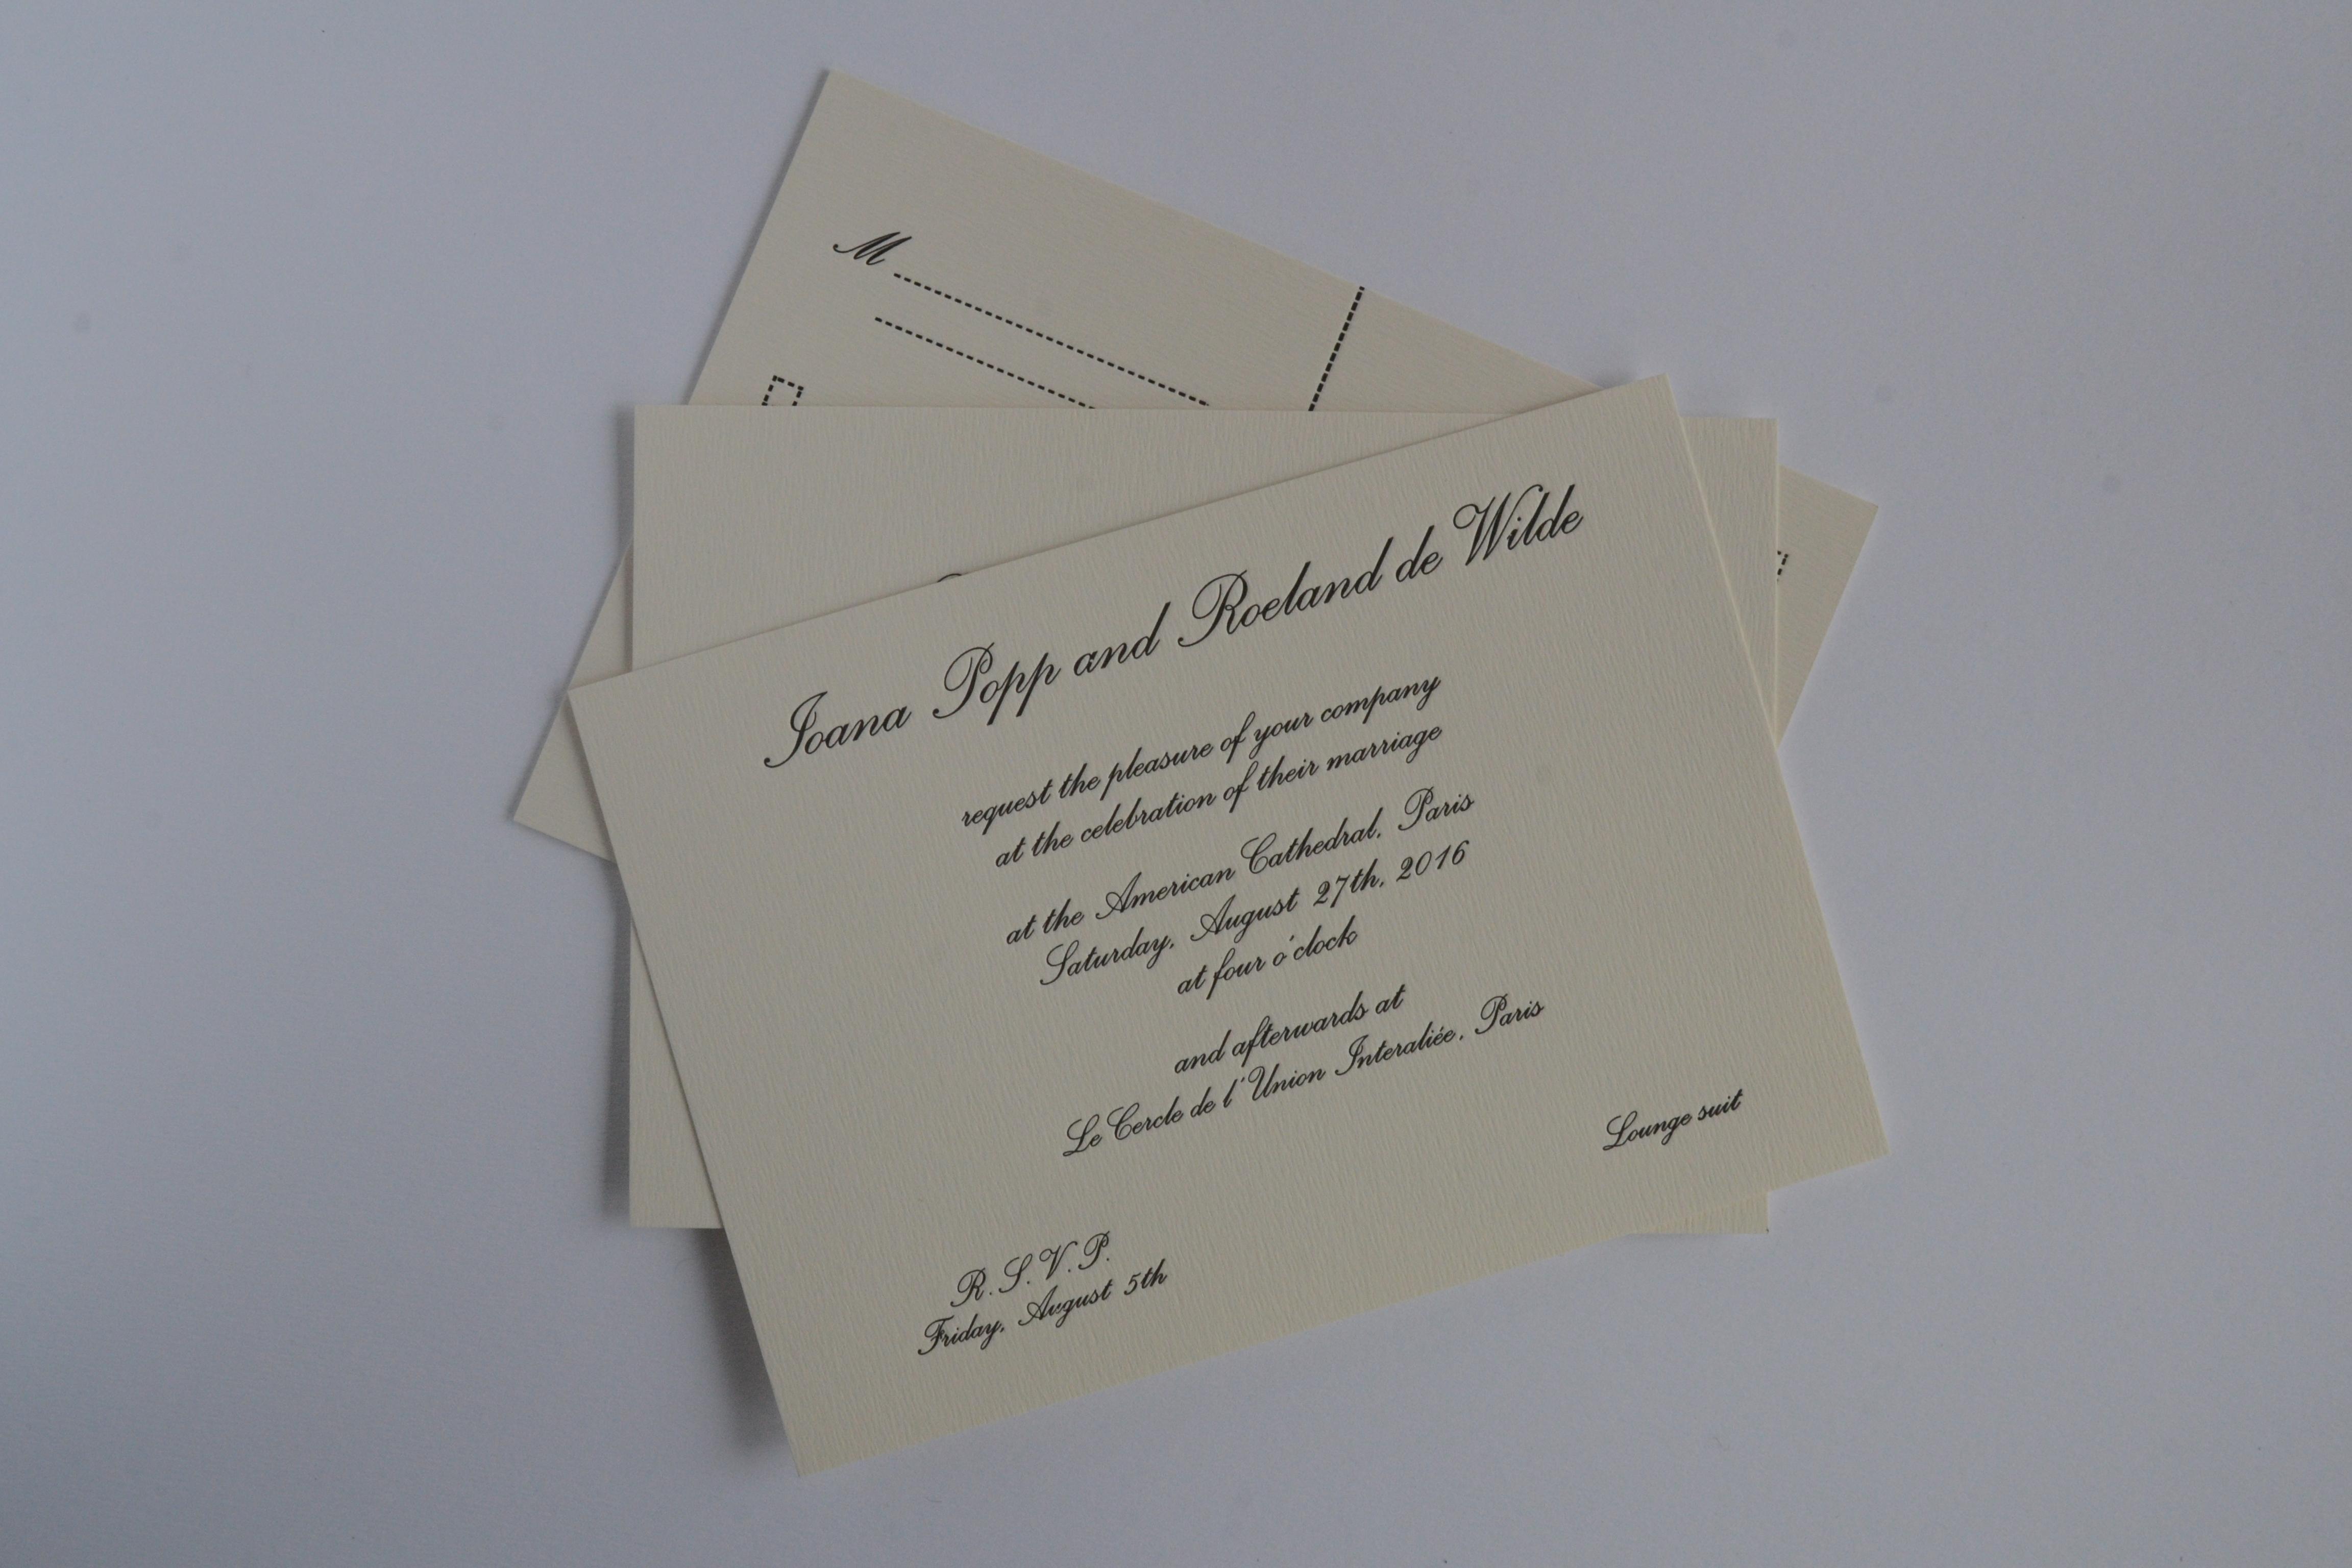 M
Ioana Popp and Roeland de Wilde
request the pleasure of your company
at the celebration of their marriage
at the American Cathedral, Paris
Saturday, August 27th, 2016
at four o'clock
and afterwards at
Le Cercle de l'Union Interaliée, Paris
Lounge suit
R.S.V.P.
Friday, August 5th